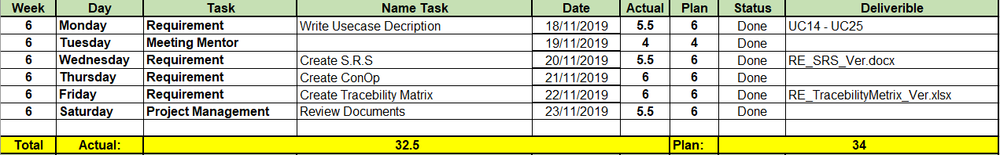 Week Day Task Name Task Date Actual Plan Status Deliverible
6 Monday Requirement Write Usecase Decription 18/11/2019 5.5 6 Done UC14 - UC25
6 Tuesday Meeting Mentor 19/11/2019 4 4 Done
6 Wednesday Requirement Create S.R.S 20/11/2019 5.5 6 Done RE_SRS_Ver.docx
6 Thursday Requirement Create ConOp 21/11/2019 6 6 Done
6 Friday Requirement Create Tracebility Matrix 22/11/2019 6 6 Done RE_TracebilityMetrix_Ver.xlsx
6 Saturday Project Management Review Documents 23/11/2019 5.5 6 Done
Total Actual: 32.5 Plan: 34